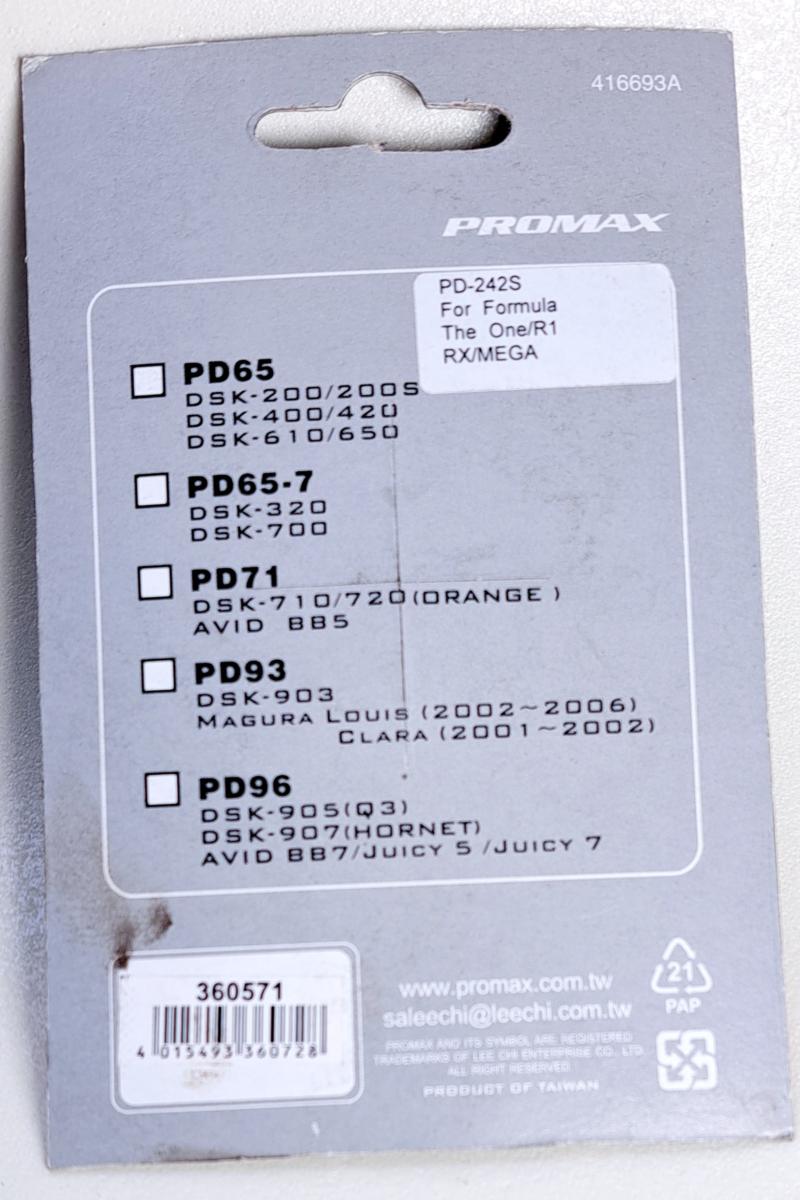 416693A
PROMAX
PD-242S
For Formula
The One/R1
RX/MEGA
PD65
DSK-200/200S
DSK-400/420
DSK-610/650
PD65-7
DSK-320
DSK-700
PD71
DSK-710/720(ORANGE )
AVID BB5
PD93
DSK-903
MAGURA LOUIS (2002~2006)
CLARA (2001~2002)
PD96
DSK-905(Q3)
DSK-907(HORNET)
AVID BB7/JUICY 5 /JUICY 7
360571
4 015493 360728
www.promax.com.tw
saleechi@leechi.com.tw
PROMAX AND ITS SYMBOL ARE REGISTERED
TRADEMARKS OF LEE CHI ENTERPRISE CO., LTD.
ALL RIGHT RESERVED
PRODUCT OF TAIWAN
21
PAP